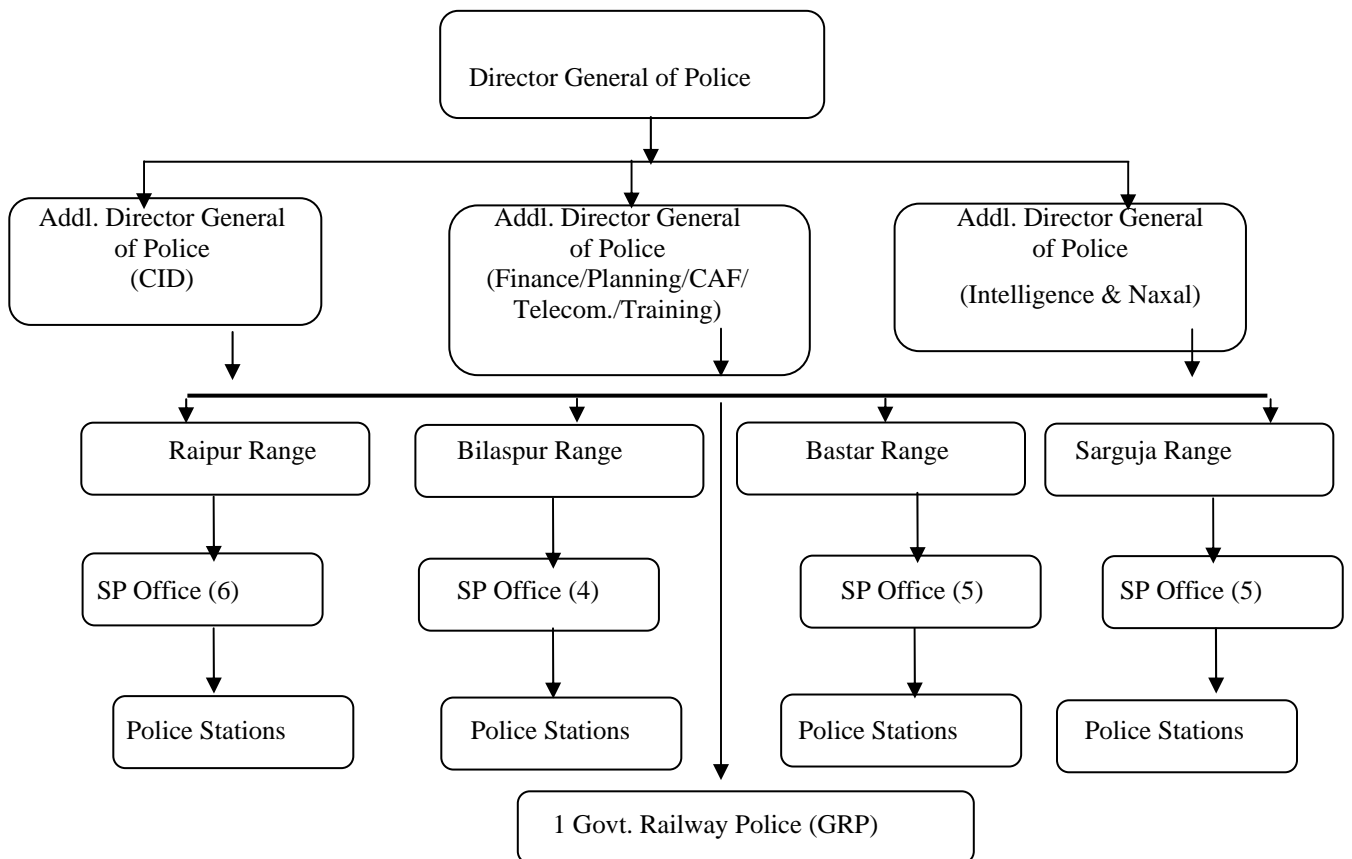 Director General of Police
Addl. Director General
of Police
(CID)
Addl. Director General
of Police
(Finance/Planning/CAF/
Telecom./Training)
Addl. Director General
of Police
(Intelligence & Naxal)
Raipur Range
Bilaspur Range
Bastar Range
Sarguja Range
SP Office (6)
SP Office (4)
SP Office (5)
SP Office (5)
Police Stations
Police Stations
Police Stations
Police Stations
1 Govt. Railway Police (GRP)